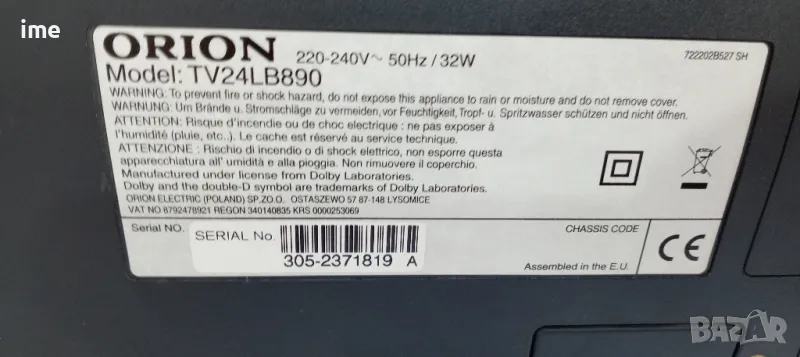 ime
ORION 220-240V~ 50Hz / 32W 722202B527 SH
Model: TV24LB890
WARNING: To prevent fire or shock hazard, do not expose this appliance to rain or moisture and do not remove cover.
WARNUNG: Um Brände u. Stromschläge zu vermeiden, vor Feuchtigkeit, Tropf- u. Spritzwasser schützen und nicht öffnen.
ATTENTION: Risque d'incendie ou de choc electrique : ne pas exposer à
l'humidité (pluie, etc..). Le cache est réservé au service technique.
ATTENZIONE : Rischio di incendio o di shock elettrico, non esporre questa
apparecchiatura all' umidità e alla pioggia. Non rimuovere il coperchio.
Manufactured under license from Dolby Laboratories.
Dolby and the double-D symbol are trademarks of Dolby Laboratories.
ORION ELECTRIC (POLAND) SP.ZO.O. OSTASZEWO 57 87-148 LYSOMICE
VAT NO 8792478921 REGON 340140835 KRS 0000253069
Serial NO. SERIAL No. CHASSIS CODE
305-2371819 A
CE
Assembled in the E.U.
BAZAR